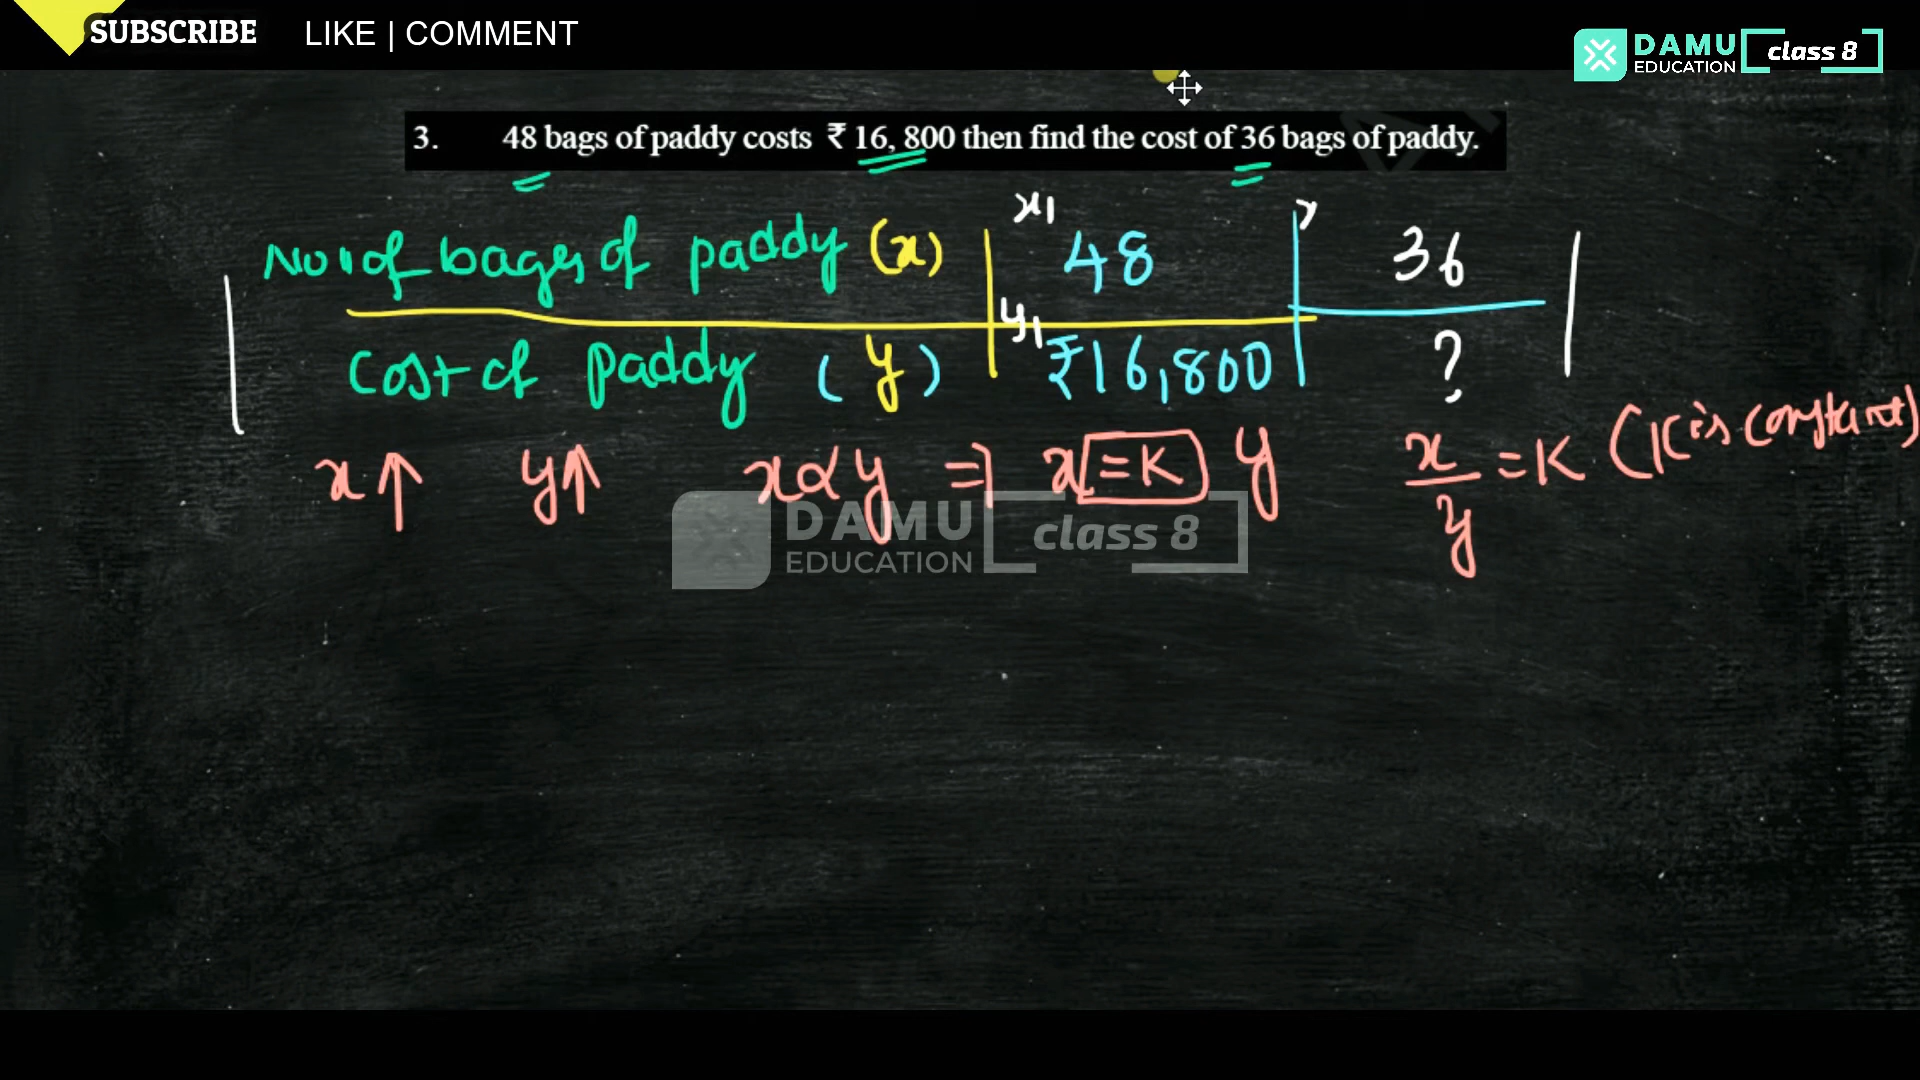 SUBSCRIBE LIKE | COMMENT
DAMU EDUCATION class 8
3. 48 bags of paddy costs ₹ 16, 800 then find the cost of 36 bags of paddy.
No. of bages of paddy (x) x1 48 36
Cost of paddy (y) y1 ₹16,800 ?
x↑ y↑ x∝y ⇒ x =K y x/y =K (K is constant)
DAMU EDUCATION class 8